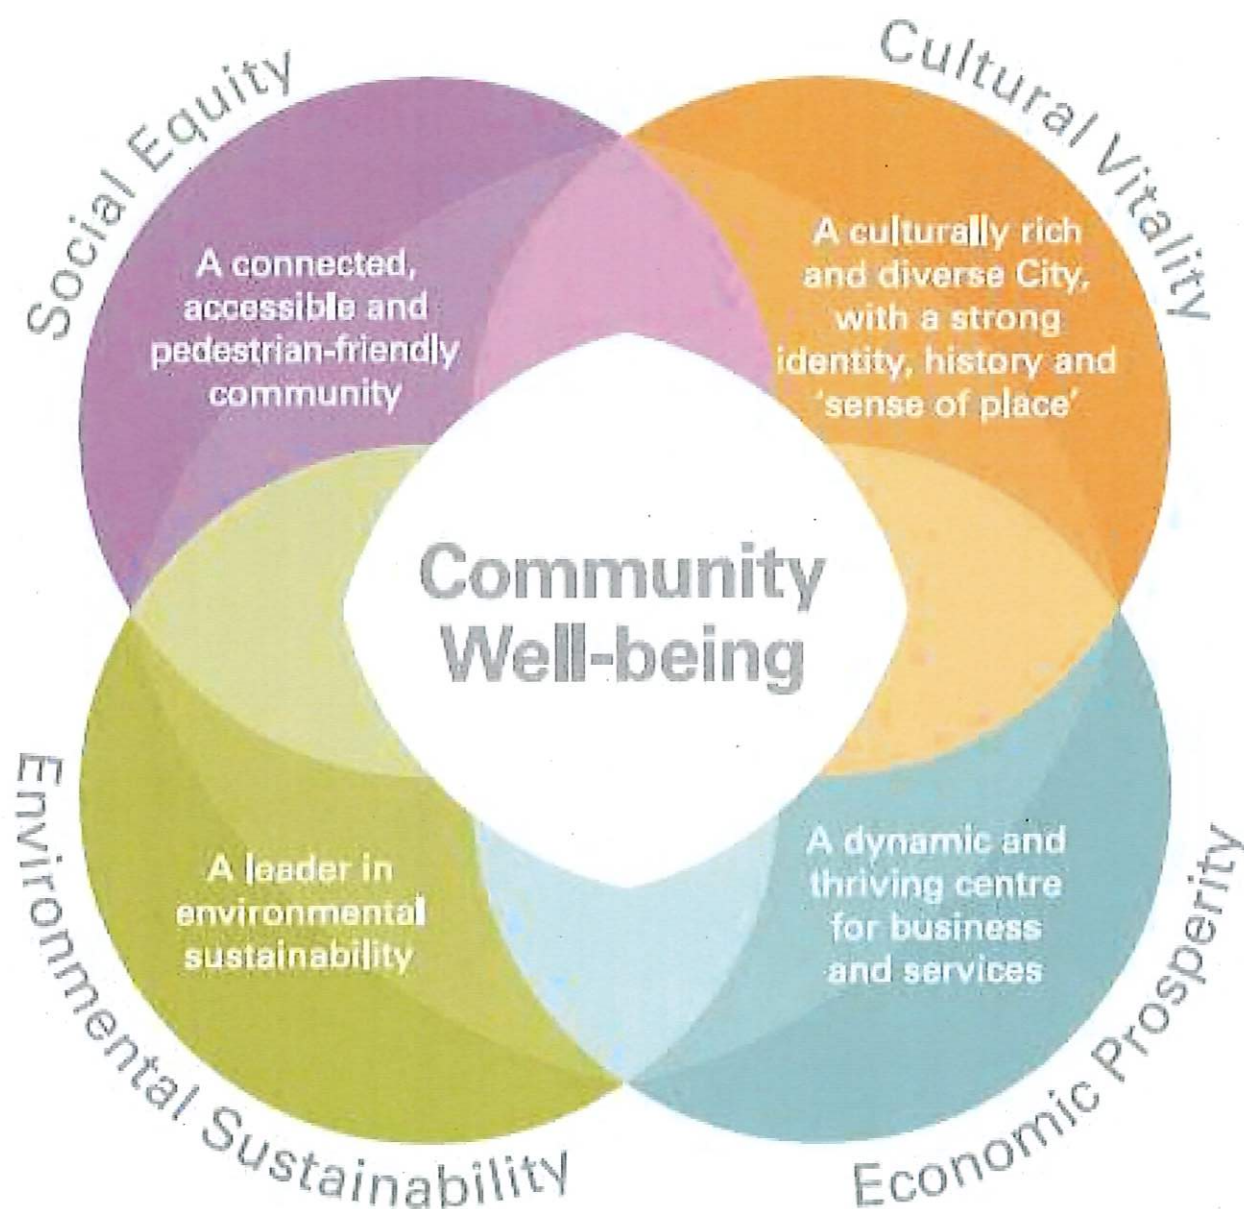 Social Equity
Cultural Vitality
A connected,
accessible and
pedestrian-friendly
community
A culturally rich
and diverse City,
with a strong
identity, history and
'sense of place'
Community
Well-being
A leader in
environmental
sustainability
A dynamic and
thriving centre
for business
and services
Environmental Sustainability
Economic Prosperity